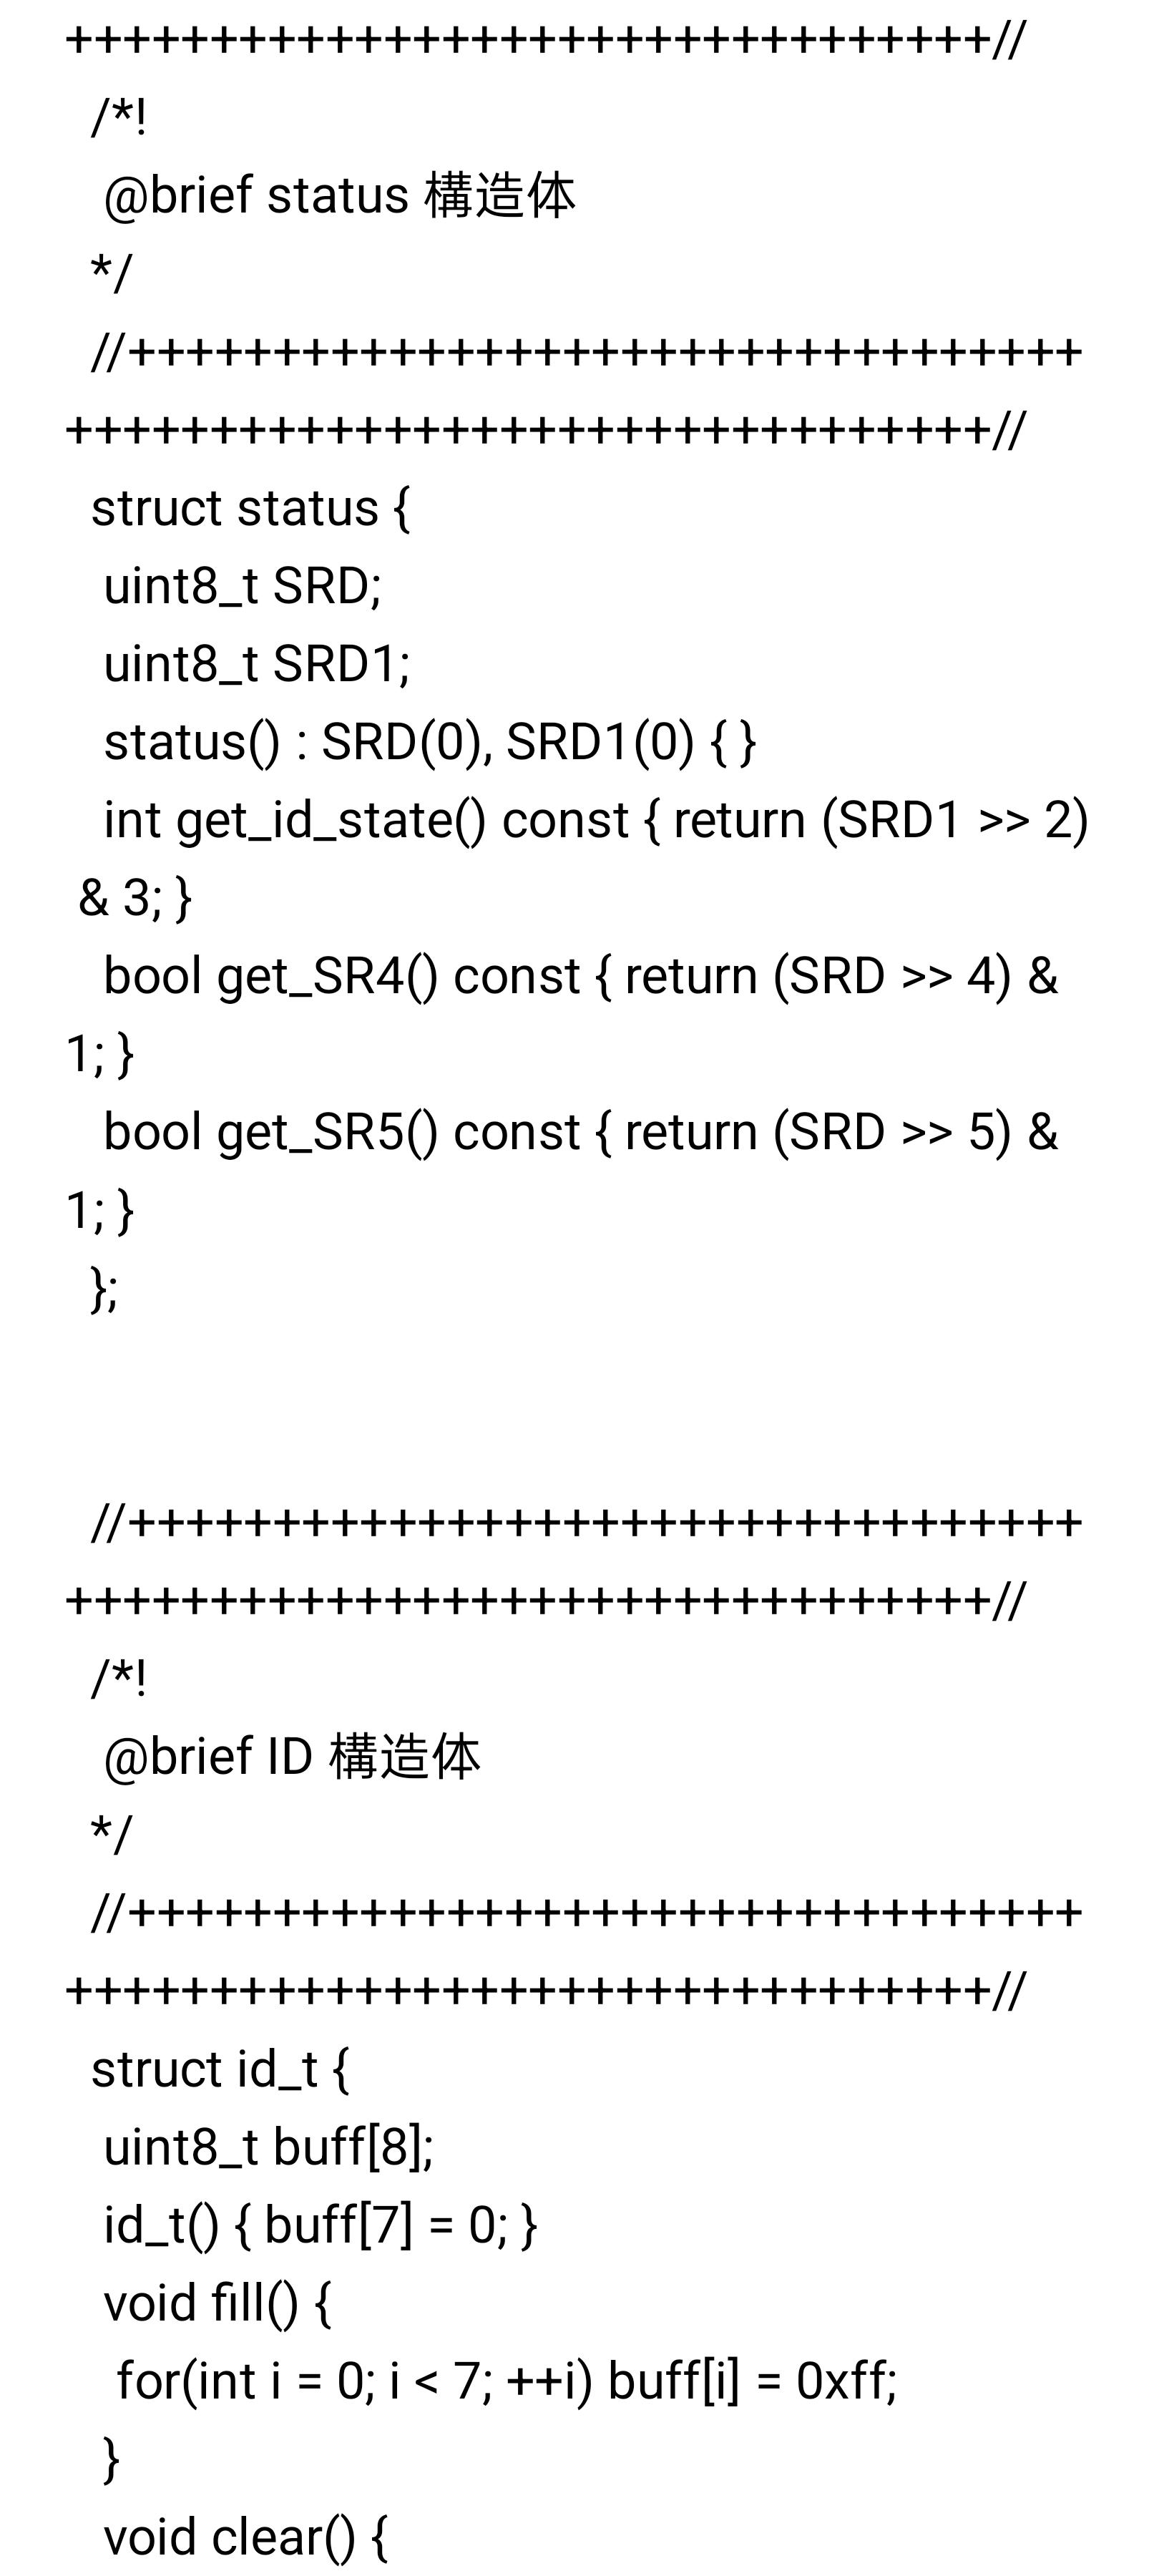 ++++++++++++++++++++++++++++++++//
/*!
@brief status 構造体
*/
//+++++++++++++++++++++++++++++++++
++++++++++++++++++++++++++++++++//
struct status {
uint8_t SRD;
uint8_t SRD1;
status() : SRD(0), SRD1(0) { }
int get_id_state() const { return (SRD1 >> 2)
& 3; }
bool get_SR4() const { return (SRD >> 4) &
1; }
bool get_SR5() const { return (SRD >> 5) &
1; }
};
//+++++++++++++++++++++++++++++++++
++++++++++++++++++++++++++++++++//
/*!
@brief ID 構造体
*/
//+++++++++++++++++++++++++++++++++
++++++++++++++++++++++++++++++++//
struct id_t {
uint8_t buff[8];
id_t() { buff[7] = 0; }
void fill() {
for(int i = 0; i < 7; ++i) buff[i] = 0xff;
}
void clear() {